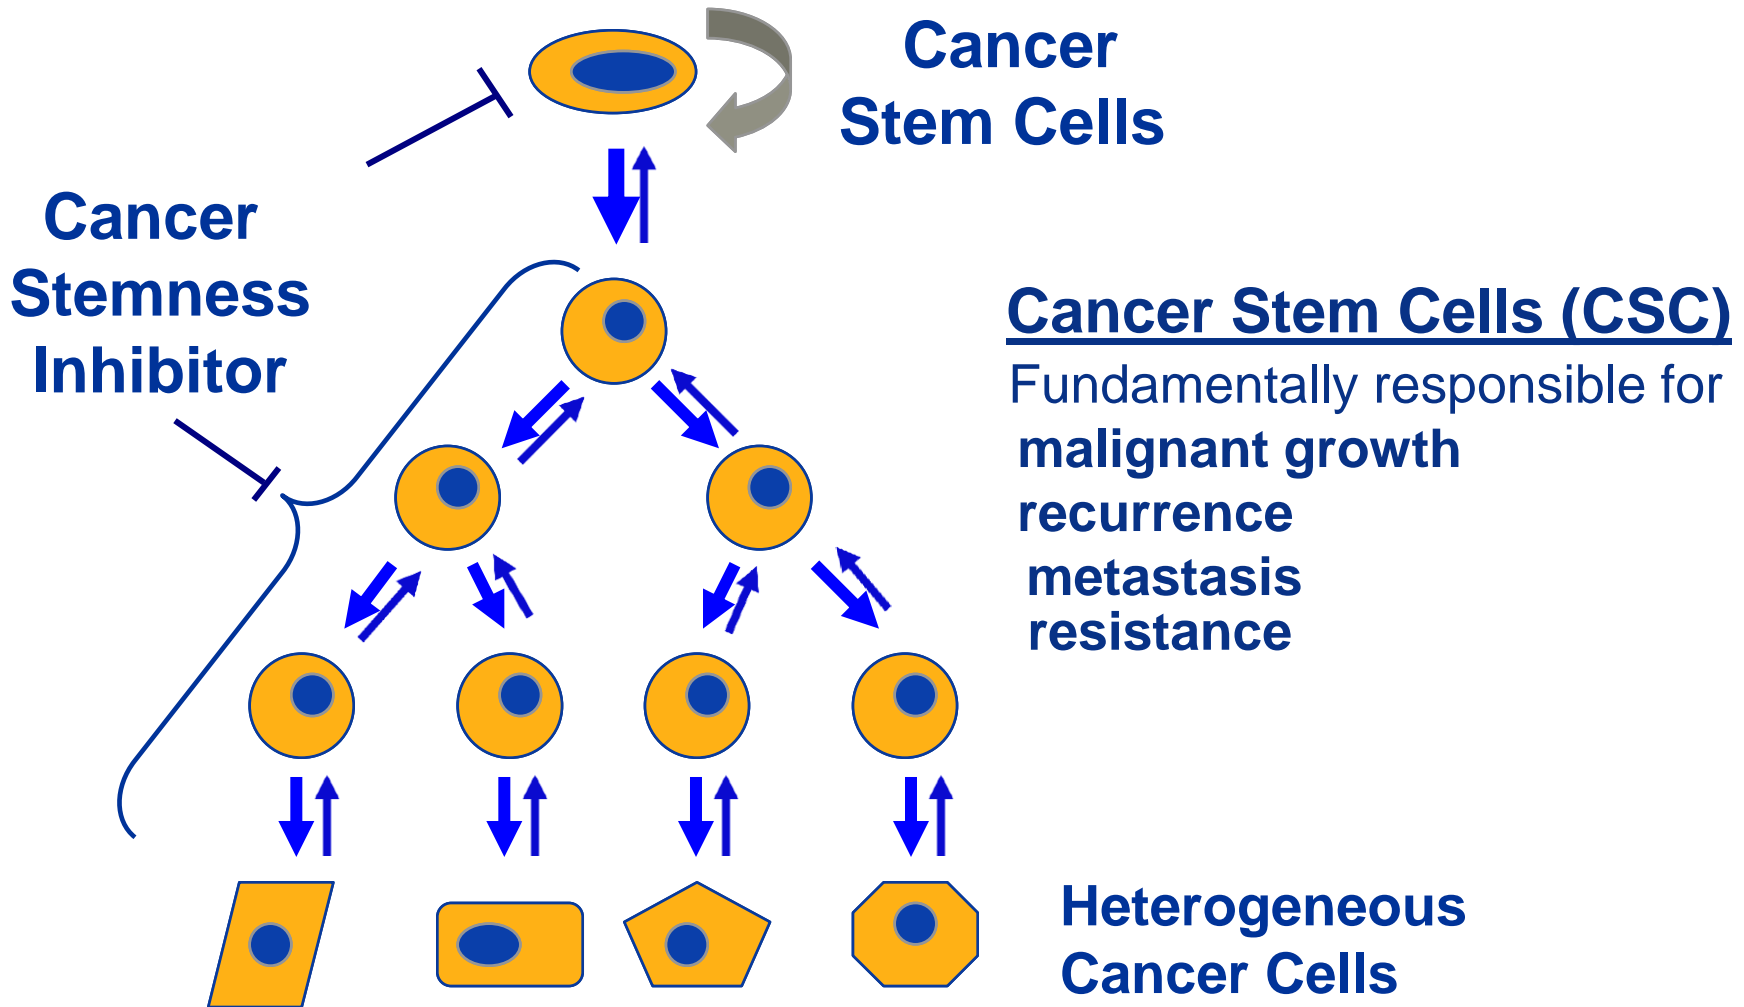 Cancer
Stem Cells
Cancer
Stemness
Inhibitor
Cancer Stem Cells (CSC)
Fundamentally responsible for
malignant growth
recurrence
metastasis
resistance
Heterogeneous
Cancer Cells